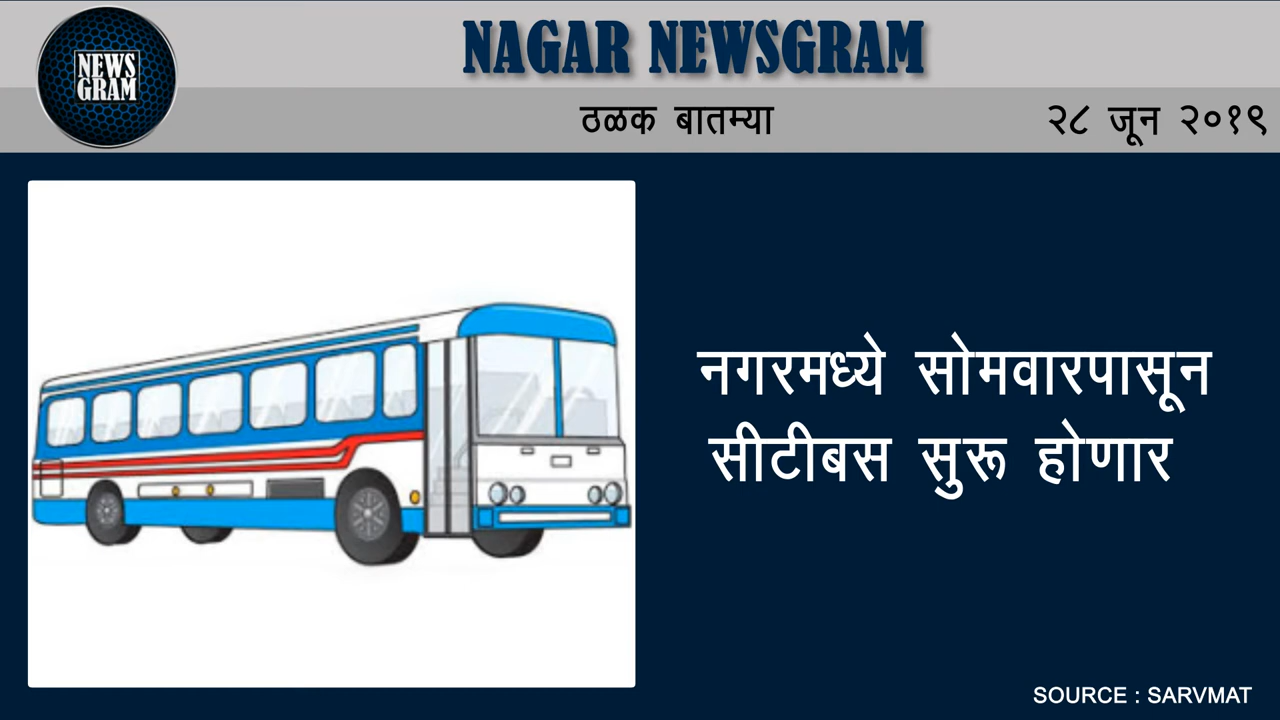 NEWS
GRAM
NAGAR NEWSGRAM
ठळक बातम्या
२८ जून २०१९
नगरमध्ये सोमवारपासून
सीटीबस सुरू होणार
SOURCE : SARVMAT